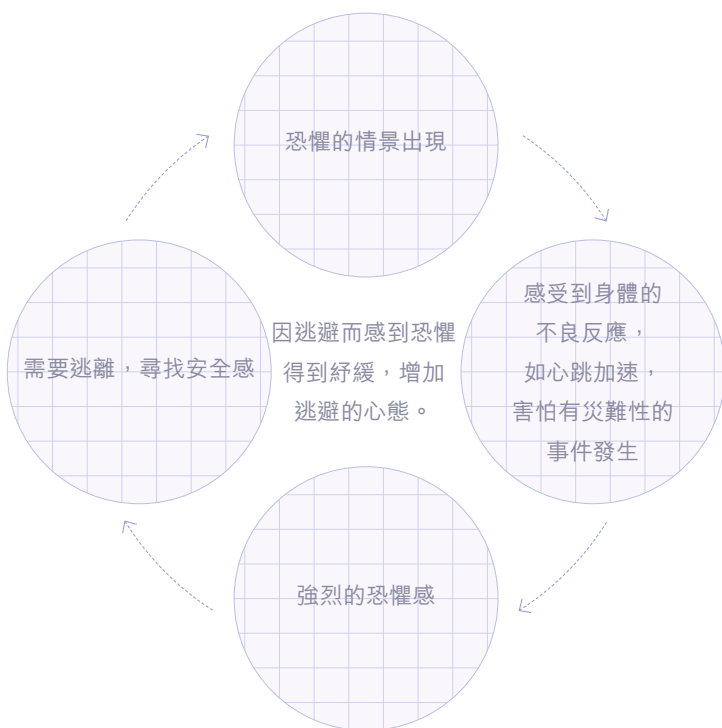 恐懼的情景出現
感受到身體的
不良反應，
如心跳加速，
害怕有災難性的
事件發生
強烈的恐懼感
需要逃離，尋找安全感
因逃避而感到恐懼
得到紓緩，增加
逃避的心態。